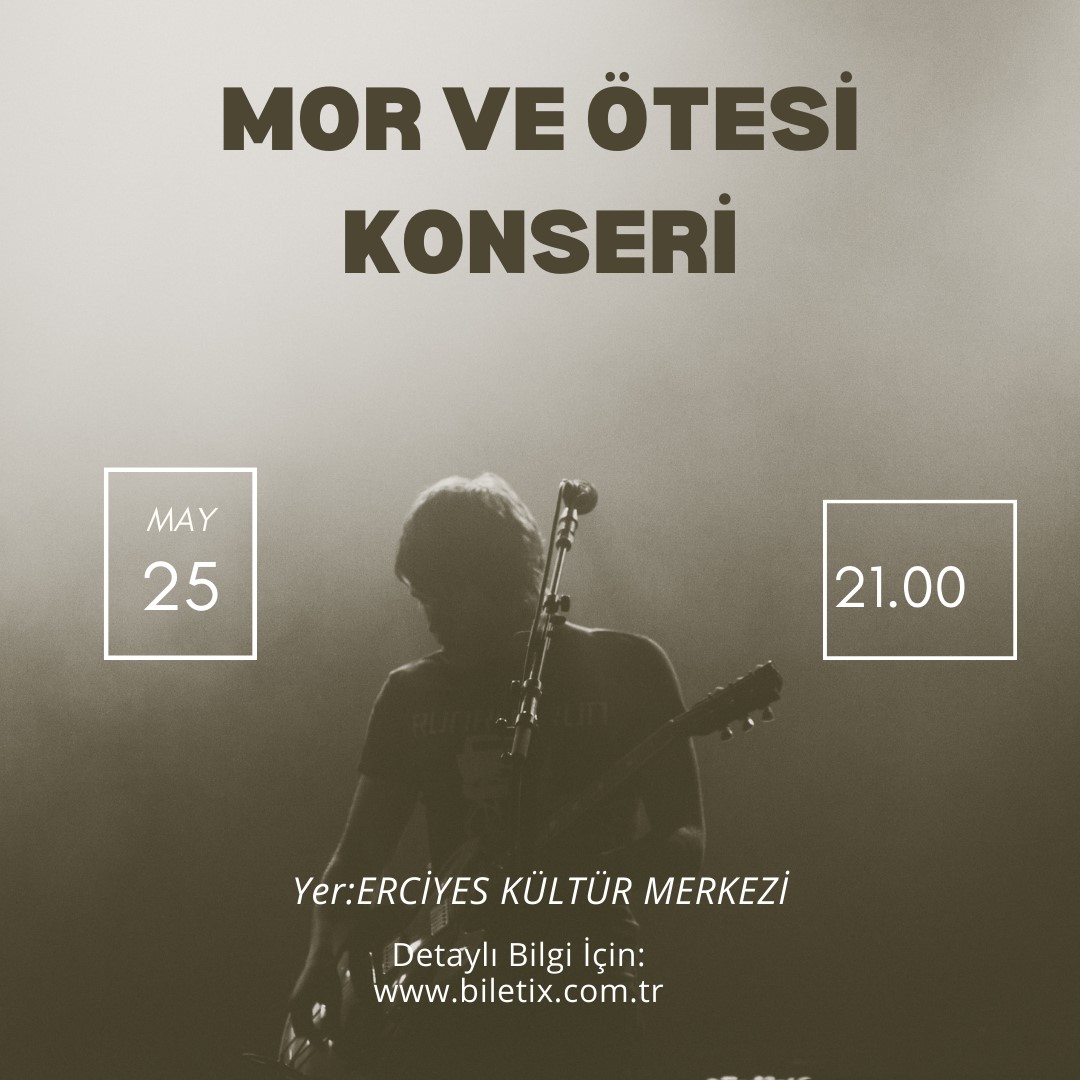 MOR VE ÖTESİ
KONSERİ
MAY
25
21.00
Yer:ERCİYES KÜLTÜR MERKEZİ
Detaylı Bilgi İçin:
www.biletix.com.tr